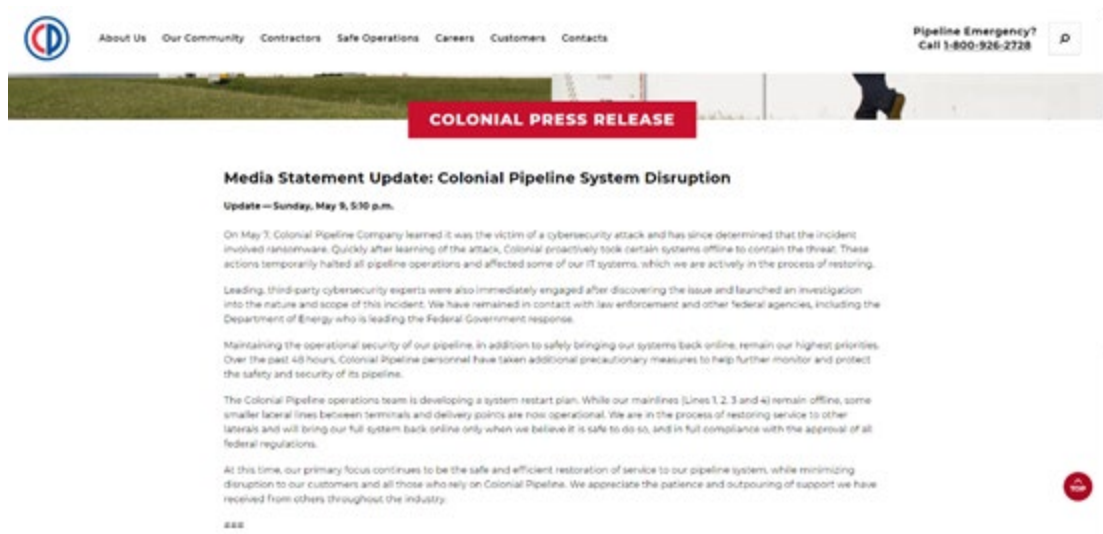 About Us Our Community Contractors Safe Operations Careers Customers Contacts
Pipeline Emergency?
Call 1-800-926-2728
COLONIAL PRESS RELEASE
Media Statement Update: Colonial Pipeline System Disruption
Update — Sunday, May 9, 5:10 p.m.
On May 7, Colonial Pipeline Company learned it was the victim of a cybersecurity attack and has since determined that the incident
involved ransomware. Quickly after learning of the attack, Colonial proactively took certain systems offline to contain the threat. These
actions temporarily halted all pipeline operations and affected some of our IT systems, which we are actively in the process of restoring.
Leading, third-party cybersecurity experts were also immediately engaged after discovering the issue and launched an investigation
into the nature and scope of this incident. We have remained in contact with law enforcement and other federal agencies, including the
Department of Energy who is leading the Federal Government response.
Maintaining the operational security of our pipeline, in addition to safely bringing our systems back online, remain our highest priorities.
Over the past 48 hours, Colonial Pipeline personnel have taken additional precautionary measures to help further monitor and protect
the safety and security of its pipeline.
The Colonial Pipeline operations team is developing a system restart plan. While our mainlines (Lines 1, 2, 3 and 4) remain offline, some
smaller lateral lines between terminals and delivery points are now operational. We are in the process of restoring service to other
laterals and will bring our full system back online only when we believe it is safe to do so, and in full compliance with the approval of all
federal regulations.
At this time, our primary focus continues to be the safe and efficient restoration of service to our pipeline system, while minimizing
disruption to our customers and all those who rely on Colonial Pipeline. We appreciate the patience and outpouring of support we have
received from others throughout the industry.
###
TOP